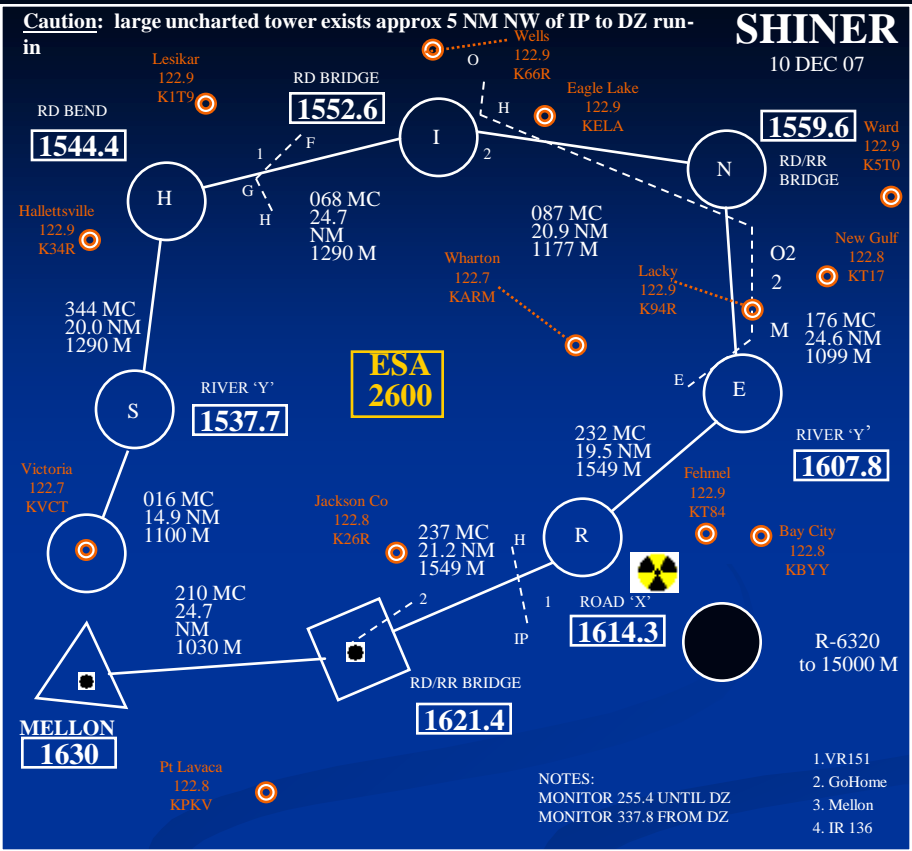 Caution: large uncharted tower exists approx 5 NM NW of IP to DZ run-
in
SHINER
10 DEC 07
Wells
122.9
K66R
Lesikar
122.9
K1T9
RD BRIDGE
1552.6
O
H
Eagle Lake
122.9
KELA
RD BEND
1544.4
1559.6
RD/RR
BRIDGE
Ward
122.9
K5T0
F
1
G
H
I
2
N
H
068 MC
24.7
NM
1290 M
087 MC
20.9 NM
1177 M
Hallettsville
122.9
K34R
Wharton
122.7
KARM
Lacky
122.9
K94R
O2
2
M
New Gulf
122.8
KT17
344 MC
20.0 NM
1290 M
176 MC
24.6 NM
1099 M
ESA
2600
S
RIVER ‘Y’
1537.7
E
E
RIVER ‘Y’
1607.8
232 MC
19.5 NM
1549 M
Victoria
122.7
KVCT
016 MC
14.9 NM
1100 M
Jackson Co
122.8
K26R
237 MC
21.2 NM
1549 M
H
1
IP
R
Fehmel
122.9
KT84
Bay City
122.8
KBYY
210 MC
24.7
NM
1030 M
2
ROAD ‘X’
1614.3
R-6320
to 15000 M
RD/RR BRIDGE
1621.4
MELLON
1630
Pt Lavaca
122.8
KPKV
NOTES:
MONITOR 255.4 UNTIL DZ
MONITOR 337.8 FROM DZ
1.VR151
2. GoHome
3. Mellon
4. IR 136